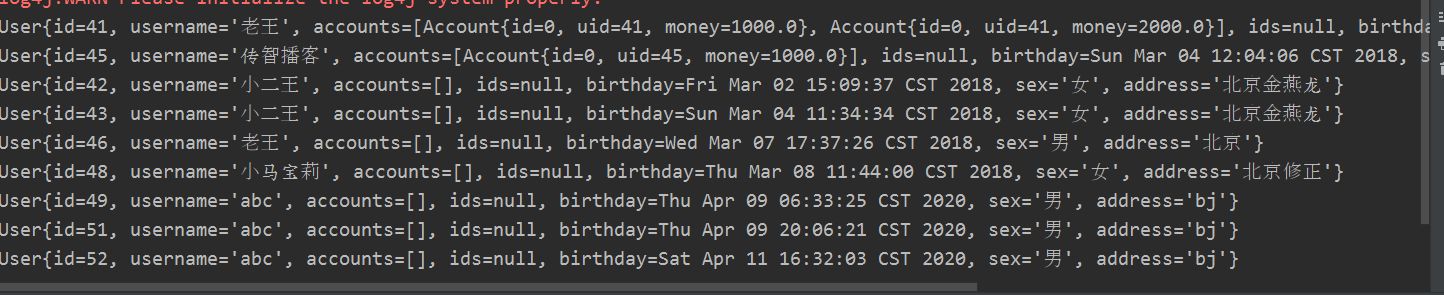 log4j:WARN Please initialize the log4j system properly.
User{id=41, username='老王', accounts=[Account{id=0, uid=41, money=1000.0}, Account{id=0, uid=41, money=2000.0}], ids=null, birthda
User{id=45, username='传智播客', accounts=[Account{id=0, uid=45, money=1000.0}], ids=null, birthday=Sun Mar 04 12:04:06 CST 2018, s
User{id=42, username='小二王', accounts=[], ids=null, birthday=Fri Mar 02 15:09:37 CST 2018, sex='女', address='北京金燕龙'}
User{id=43, username='小二王', accounts=[], ids=null, birthday=Sun Mar 04 11:34:34 CST 2018, sex='女', address='北京金燕龙'}
User{id=46, username='老王', accounts=[], ids=null, birthday=Wed Mar 07 17:37:26 CST 2018, sex='男', address='北京'}
User{id=48, username='小马宝莉', accounts=[], ids=null, birthday=Thu Mar 08 11:44:00 CST 2018, sex='女', address='北京修正'}
User{id=49, username='abc', accounts=[], ids=null, birthday=Thu Apr 09 06:33:25 CST 2020, sex='男', address='bj'}
User{id=51, username='abc', accounts=[], ids=null, birthday=Thu Apr 09 20:06:21 CST 2020, sex='男', address='bj'}
User{id=52, username='abc', accounts=[], ids=null, birthday=Sat Apr 11 16:32:03 CST 2020, sex='男', address='bj'}